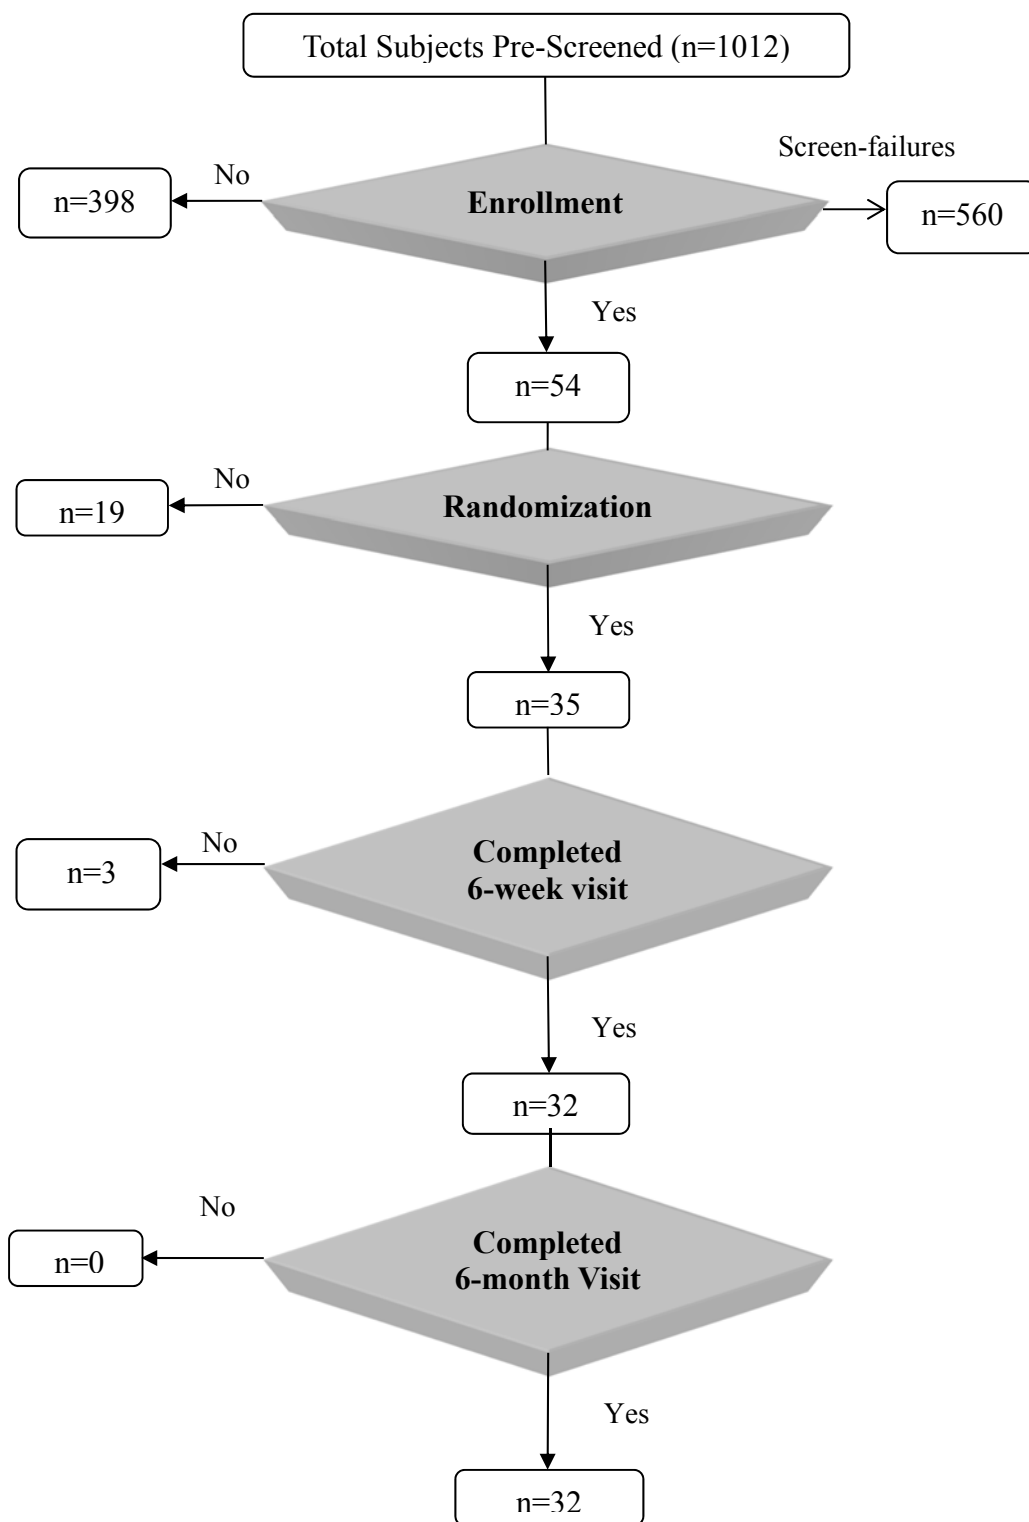 Total Subjects Pre-Screened (n=1012)
Screen-failures
No
n=398
Enrollment
n=560
Yes
n=54
No
n=19
Randomization
Yes
n=35
No
n=3
Completed
6-week visit
Yes
n=32
No
n=0
Completed
6-month Visit
Yes
n=32